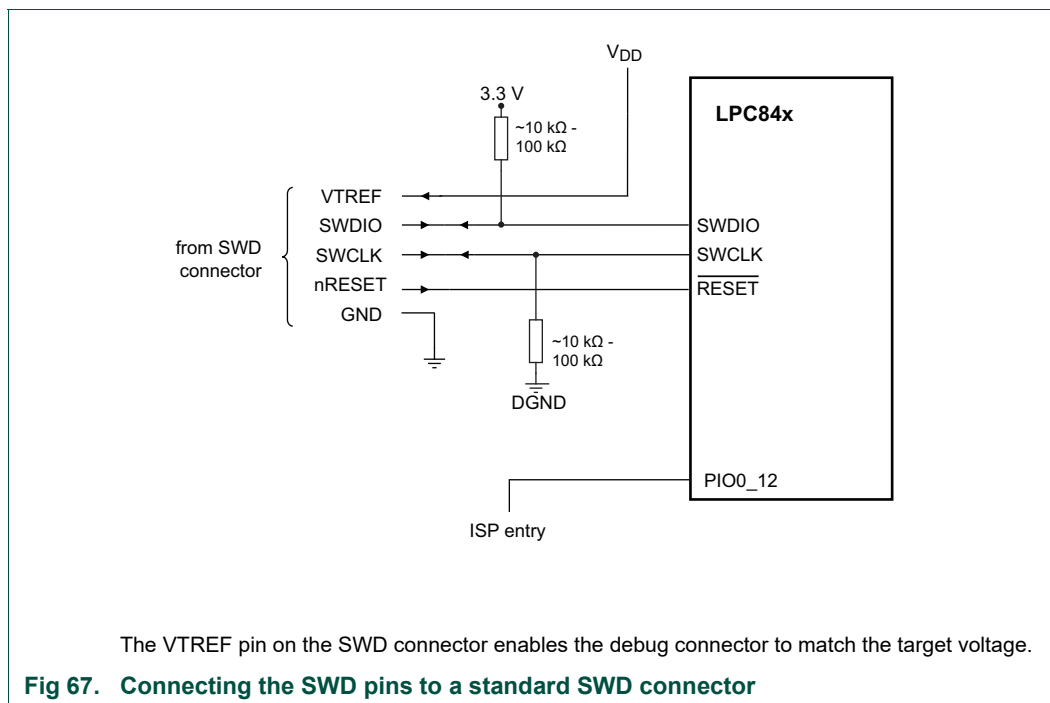 VDD
3.3 V
LPC84x
~10 kΩ -
100 kΩ
VTREF
SWDIO
SWCLK
nRESET
GND
from SWD
connector
SWDIO
SWCLK
RESET
~10 kΩ -
100 kΩ
DGND
PIO0_12
ISP entry
The VTREF pin on the SWD connector enables the debug connector to match the target voltage.
Fig 67. Connecting the SWD pins to a standard SWD connector